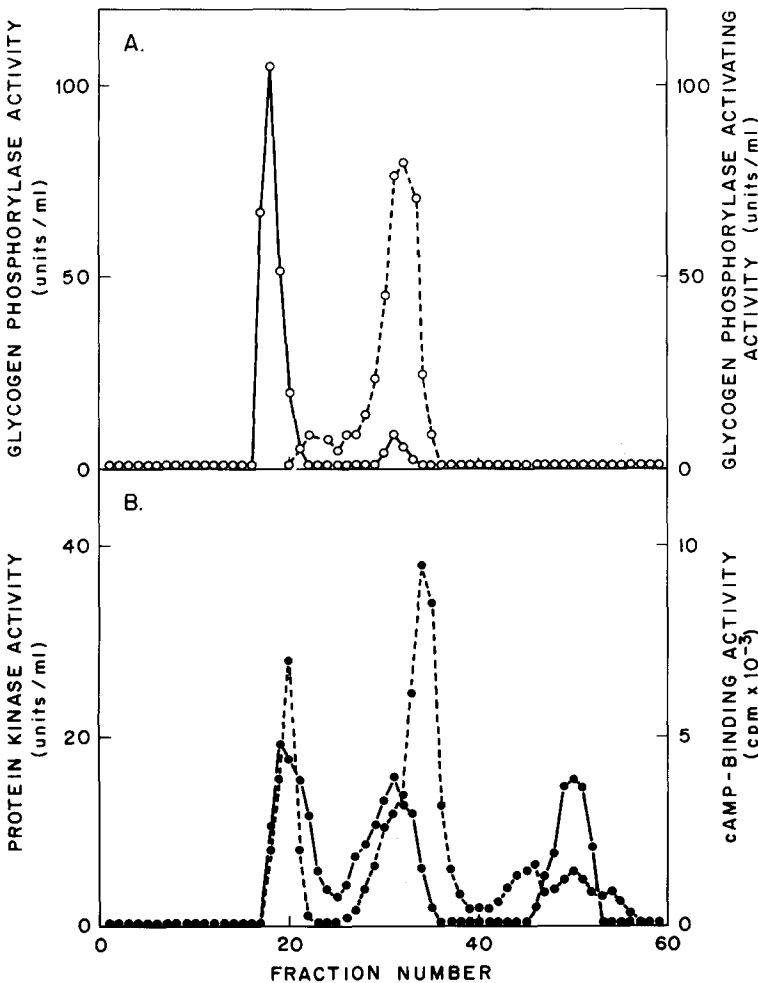 A.
GLYCOGEN PHOSPHORYLASE ACTIVITY
(units/ml)
100
50
0
100
50
0
GLYCOGEN PHOSPHORYLASE ACTIVATING
ACTIVITY (units/ml)
B.
PROTEIN KINASE ACTIVITY
(units/ml)
40
20
0
10
5
0
cAMP-BINDING ACTIVITY
(cpm x 10⁻³)
0
20
40
60
FRACTION NUMBER